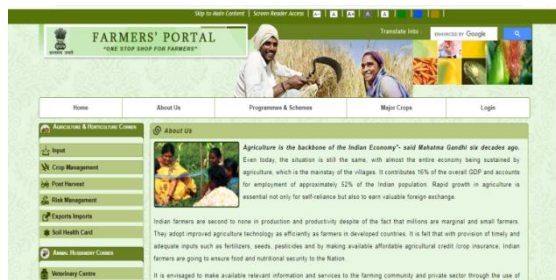 Skip to Main Content | Screen Reader Access | A- | A | A+ | A | A
FARMERS' PORTAL
"ONE STOP SHOP FOR FARMERS"
Translate Into :
ENHANCED BY Google
Home About Us Programmes & Schemes Major Crops Login
AGRICULTURE & HORTICULTURE CORNER
Input
Crop Management
Post Harvest
Risk Management
Exports Imports
Soil Health Card
ANIMAL HUSBANDRY CORNER
Veterinary Centre
About Us
Agriculture is the backbone of the Indian Economy"- said Mahatma Gandhi six decades ago.
Even today, the situation is still the same, with almost the entire economy being sustained by
agriculture, which is the mainstay of the villages. It contributes 16% of the overall GDP and accounts
for employment of approximately 52% of the Indian population. Rapid growth in agriculture is
essential not only for self-reliance but also to earn valuable foreign exchange.
Indian farmers are second to none in production and productivity despite of the fact that millions are marginal and small farmers.
They adopt improved agriculture technology as efficiently as farmers in developed countries. It is felt that with provision of timely and
adequate inputs such as fertilizers, seeds, pesticides and by making available affordable agricultural credit /crop insurance, Indian
farmers are going to ensure food and nutritional security to the Nation.
It is envisaged to make available relevant information and services to the farming community and private sector through the use of